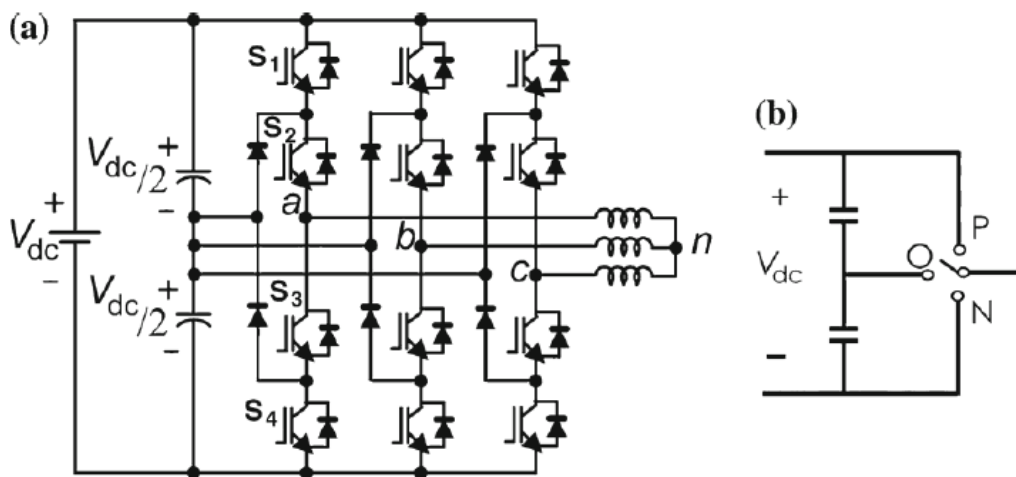 (a)
S1
S2
+
Vdc/2
−
a
+
Vdc
−
b
n
c
+
Vdc/2
−
S3
S4
(b)
+
P
O
Vdc
N
−